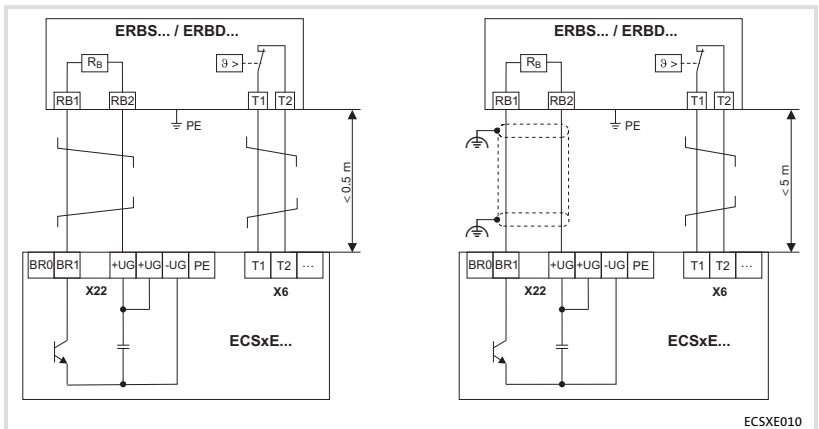 ERBS... / ERBD... ERBS... / ERBD...
RB ϑ > RB ϑ >
RB1 RB2 T1 T2 RB1 RB2 T1 T2
PE PE
< 0.5 m < 5 m
BR0 BR1 +UG +UG -UG PE T1 T2 ... BR0 BR1 +UG +UG -UG PE T1 T2 ...
X22 X6 X22 X6
ECSxE... ECSxE...
ECSXE010